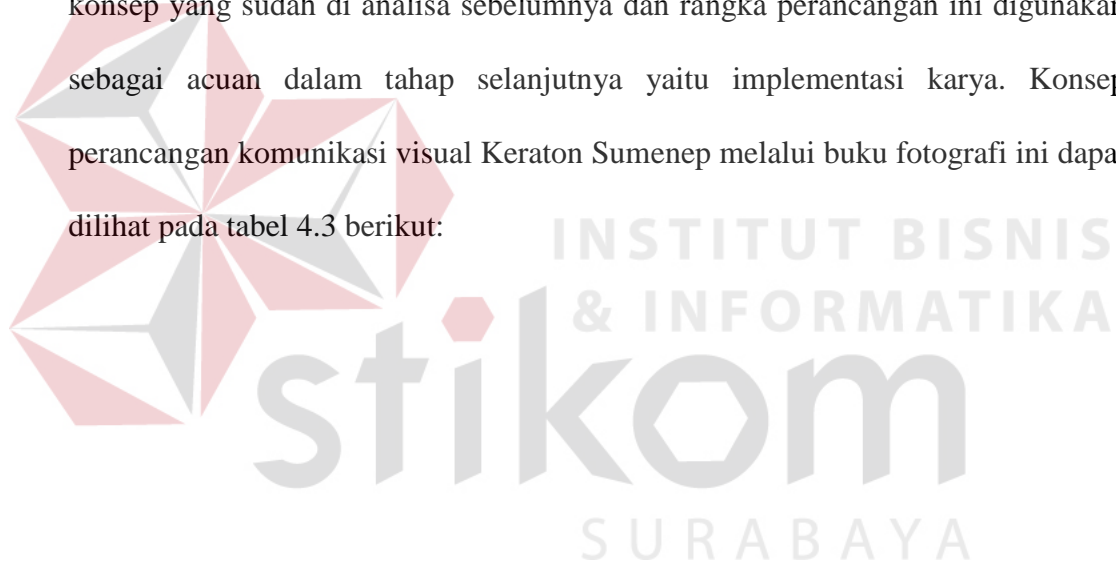 konsep yang sudah di analisa sebelumnya dan rangka perancangan ini digunakan
sebagai acuan dalam tahap selanjutnya yaitu implementasi karya. Konsep
perancangan komunikasi visual Keraton Sumenep melalui buku fotografi ini dapa
dilihat pada tabel 4.3 berikut:
INSTITUT BISNIS
& INFORMATIKA
stikom
SURABAYA